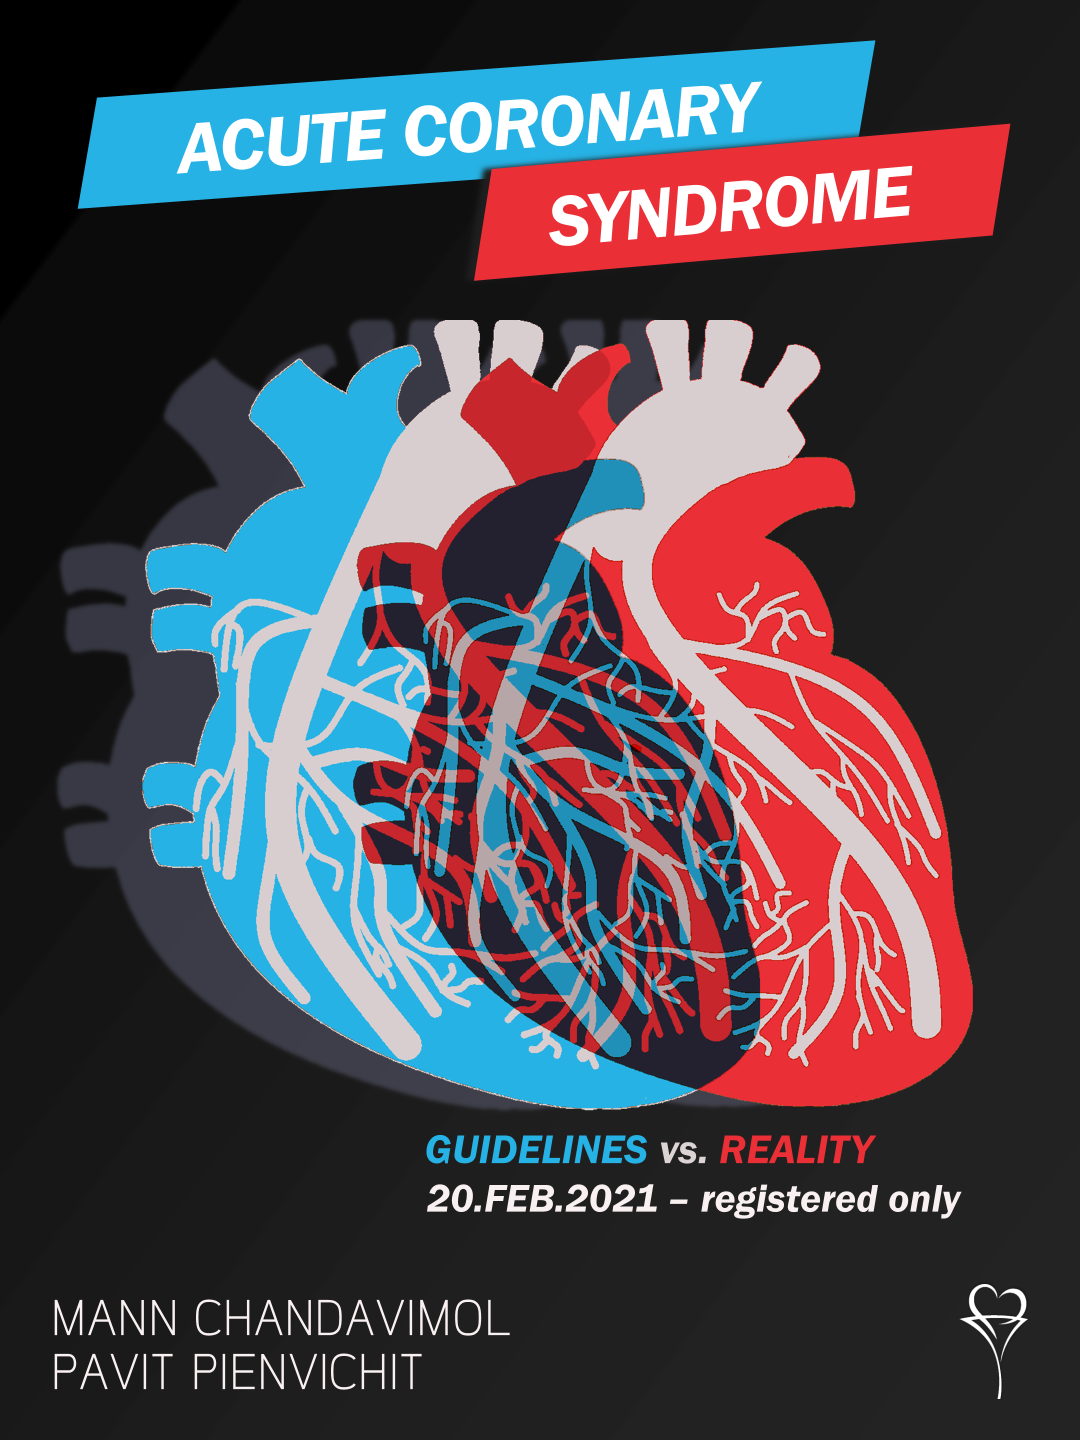 ACUTE CORONARY
SYNDROME
GUIDELINES vs. REALITY
20.FEB.2021 – registered only
MANN CHANDAVIMOL
PAVIT PIENVICHIT